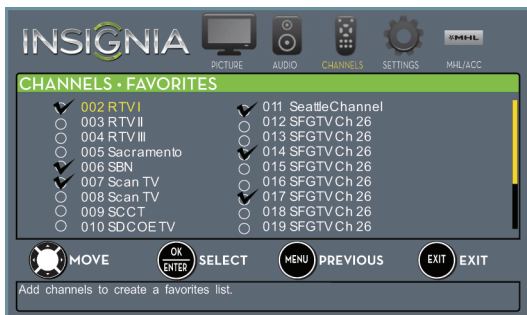 INSIGNIA
PICTURE AUDIO CHANNELS SETTINGS MHL/ACC
MHL
CHANNELS • FAVORITES
002 RTV I
003 RTV II
004 RTV III
005 Sacramento
006 SBN
007 Scan TV
008 Scan TV
009 SCCT
010 SDCOE TV
011 SeattleChannel
012 SFGTV Ch 26
013 SFGTV Ch 26
014 SFGTV Ch 26
015 SFGTV Ch 26
016 SFGTV Ch 26
017 SFGTV Ch 26
018 SFGTV Ch 26
019 SFGTV Ch 26
MOVE OK ENTER SELECT MENU PREVIOUS EXIT EXIT
Add channels to create a favorites list.